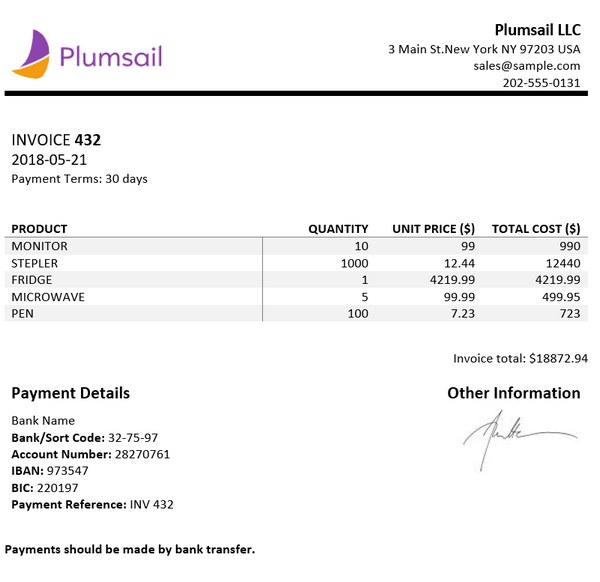 Plumsail
Plumsail LLC
3 Main St.New York NY 97203 USA
sales@sample.com
202-555-0131
INVOICE 432
2018-05-21
Payment Terms: 30 days
PRODUCT QUANTITY UNIT PRICE ($) TOTAL COST ($)
MONITOR 10 99 990
STEPLER 1000 12.44 12440
FRIDGE 1 4219.99 4219.99
MICROWAVE 5 99.99 499.95
PEN 100 7.23 723
Invoice total: $18872.94
Payment Details
Other Information
Bank Name
Bank/Sort Code: 32-75-97
Account Number: 28270761
IBAN: 973547
BIC: 220197
Payment Reference: INV 432
Payments should be made by bank transfer.